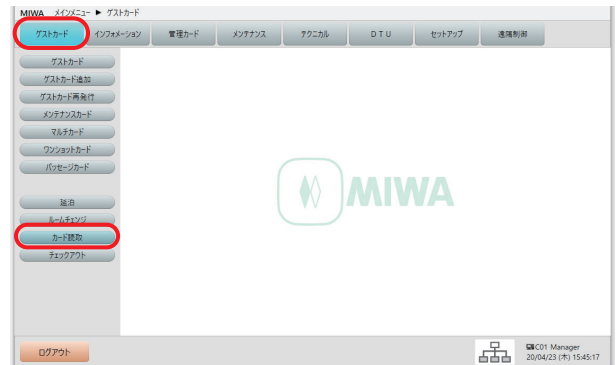 MIWA メインメニュー ▶ ゲストカード
ゲストカード インフォメーション 管理カード メンテナンス テクニカル DTU セットアップ 遠隔制御
ゲストカード
ゲストカード追加
ゲストカード再発行
メンテナンスカード
マルチカード
ワンショットカード
パッセージカード
延泊
ルームチェンジ
カード読取
チェックアウト
MIWA
ログアウト
C01 Manager
20/04/23 (木) 15:45:17